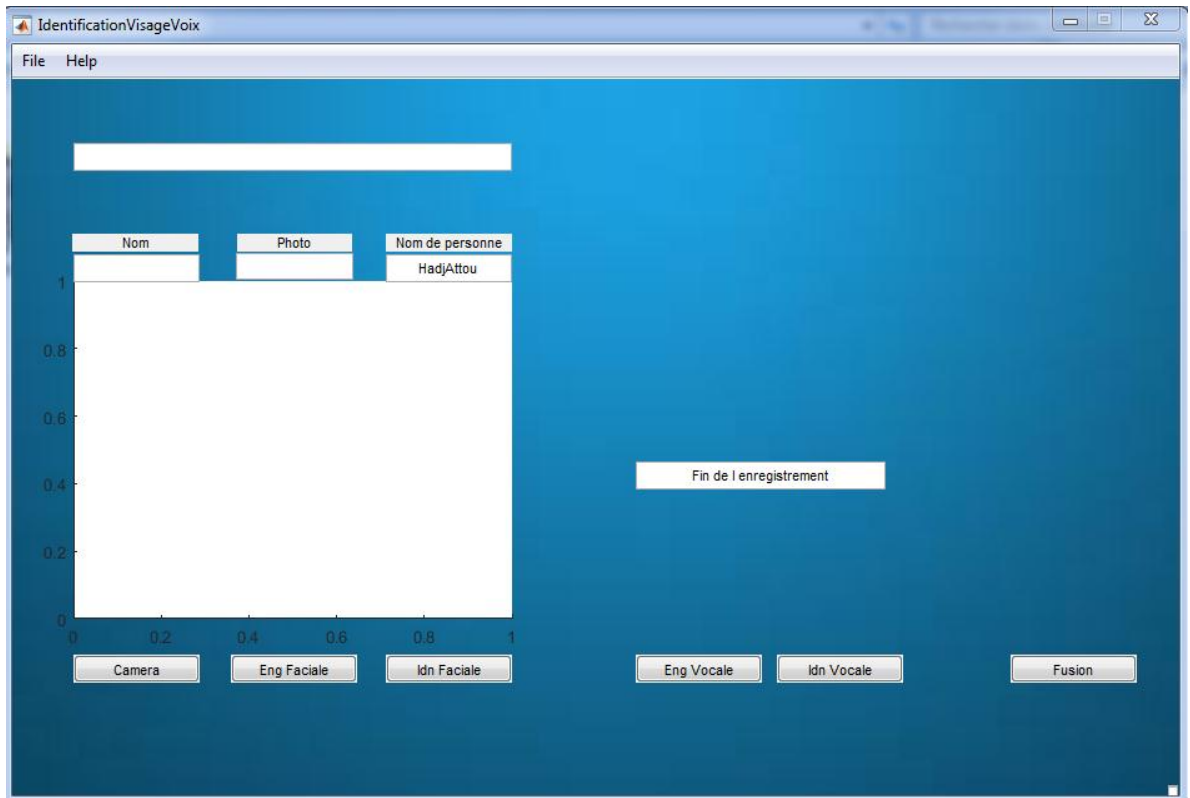 IdentificationVisageVoix
File Help
Nom Photo Nom de personne
HadjAttou
1
0.8
0.6
Fin de l enregistrement
0.4
0.2
0
0 0.2 0.4 0.6 0.8 1
Camera Eng Faciale Idn Faciale Eng Vocale Idn Vocale Fusion